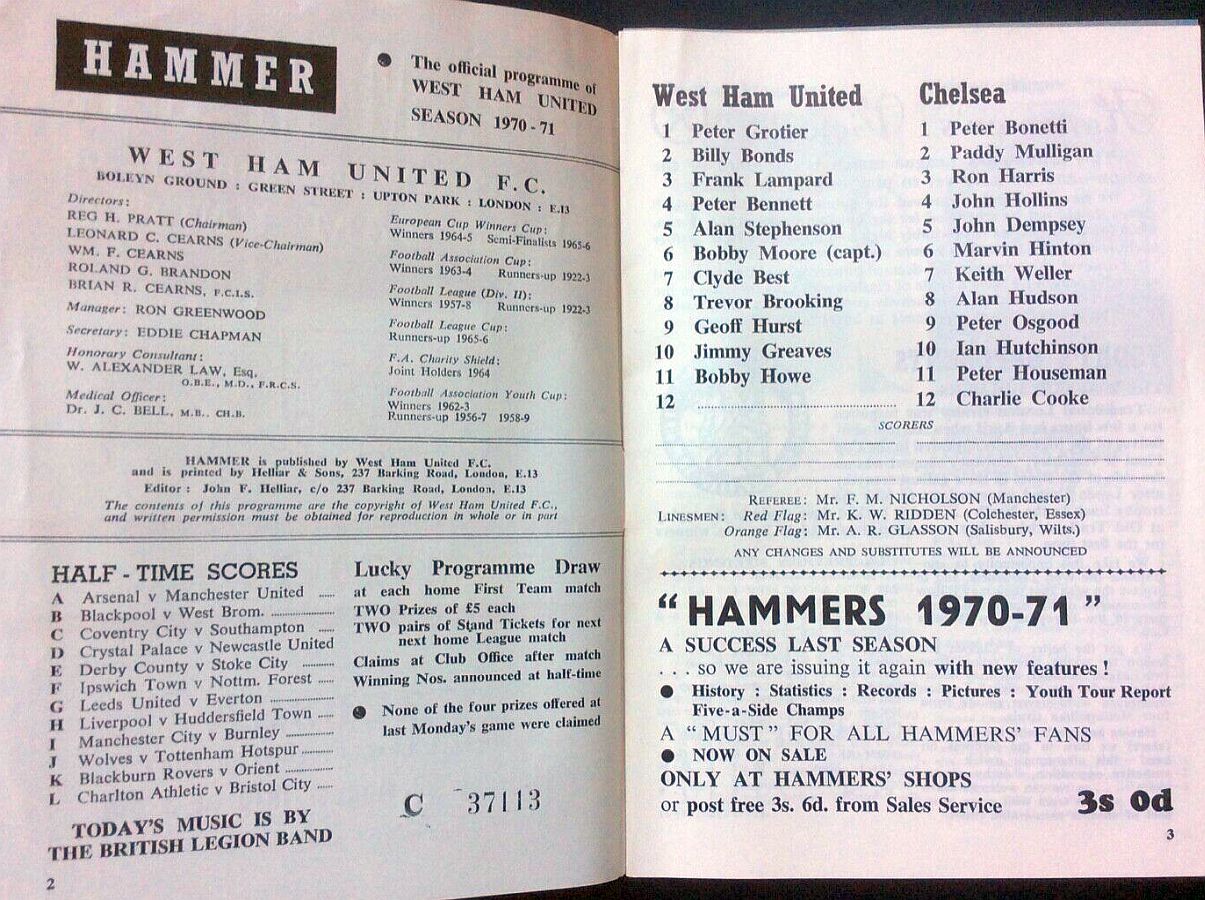 HAMMER
● The official programme of
WEST HAM UNITED
SEASON 1970 - 71
WEST HAM UNITED F.C.
BOLEYN GROUND : GREEN STREET : UPTON PARK : LONDON : E.13
Directors:
REG H. PRATT (Chairman)
LEONARD C. CEARNS (Vice-Chairman)
WM. F. CEARNS
ROLAND G. BRANDON
BRIAN R. CEARNS, F.C.I.S.
Manager: RON GREENWOOD
Secretary: EDDIE CHAPMAN
Honorary Consultant:
W. ALEXANDER LAW, Esq.
O.B.E., M.D., F.R.C.S.
Medical Officer:
Dr. J. C. BELL, M.B., CH.B.
European Cup Winners Cup:
Winners 1964-5 Semi-Finalists 1965-6
Football Association Cup:
Winners 1963-4 Runners-up 1922-3
Football League (Div. II):
Winners 1957-8 Runners-up 1922-3
Football League Cup:
Runners-up 1965-6
F.A. Charity Shield:
Joint Holders 1964
Football Association Youth Cup:
Winners 1962-3
Runners-up 1956-7 1958-9
HAMMER is published by West Ham United F.C.
and is printed by Helliar & Sons, 237 Barking Road, London, E.13
Editor : John F. Helliar, c/o 237 Barking Road, London, E.13
The contents of this programme are the copyright of West Ham United F.C.,
and written permission must be obtained for reproduction in whole or in part
HALF - TIME SCORES
A Arsenal v Manchester United .....
B Blackpool v West Brom. .....
C Coventry City v Southampton .....
D Crystal Palace v Newcastle United
E Derby County v Stoke City .....
F Ipswich Town v Nottm. Forest .....
G Leeds United v Everton .....
H Liverpool v Huddersfield Town .....
I Manchester City v Burnley .....
J Wolves v Tottenham Hotspur .....
K Blackburn Rovers v Orient .....
L Charlton Athletic v Bristol City .....
TODAY'S MUSIC IS BY
THE BRITISH LEGION BAND
2
Lucky Programme Draw
at each home First Team match
TWO Prizes of £5 each
TWO pairs of Stand Tickets for next
next home League match
Claims at Club Office after match
Winning Nos. announced at half-time
● None of the four prizes offered at
last Monday's game were claimed
C 37113
West Ham United
1 Peter Grotier
2 Billy Bonds
3 Frank Lampard
4 Peter Bennett
5 Alan Stephenson
6 Bobby Moore (capt.)
7 Clyde Best
8 Trevor Brooking
9 Geoff Hurst
10 Jimmy Greaves
11 Bobby Howe
12 .....
Chelsea
1 Peter Bonetti
2 Paddy Mulligan
3 Ron Harris
4 John Hollins
5 John Dempsey
6 Marvin Hinton
7 Keith Weller
8 Alan Hudson
9 Peter Osgood
10 Ian Hutchinson
11 Peter Houseman
12 Charlie Cooke
SCORERS
REFEREE: Mr. F. M. NICHOLSON (Manchester)
LINESMEN: Red Flag: Mr. K. W. RIDDEN (Colchester, Essex)
Orange Flag: Mr. A. R. GLASSON (Salisbury, Wilts.)
ANY CHANGES AND SUBSTITUTES WILL BE ANNOUNCED
“ HAMMERS 1970-71 ”
A SUCCESS LAST SEASON
. . . so we are issuing it again with new features !
● History : Statistics : Records : Pictures : Youth Tour Report
Five-a-Side Champs
A “ MUST ” FOR ALL HAMMERS' FANS
● NOW ON SALE
ONLY AT HAMMERS' SHOPS
or post free 3s. 6d. from Sales Service 3s 0d
3